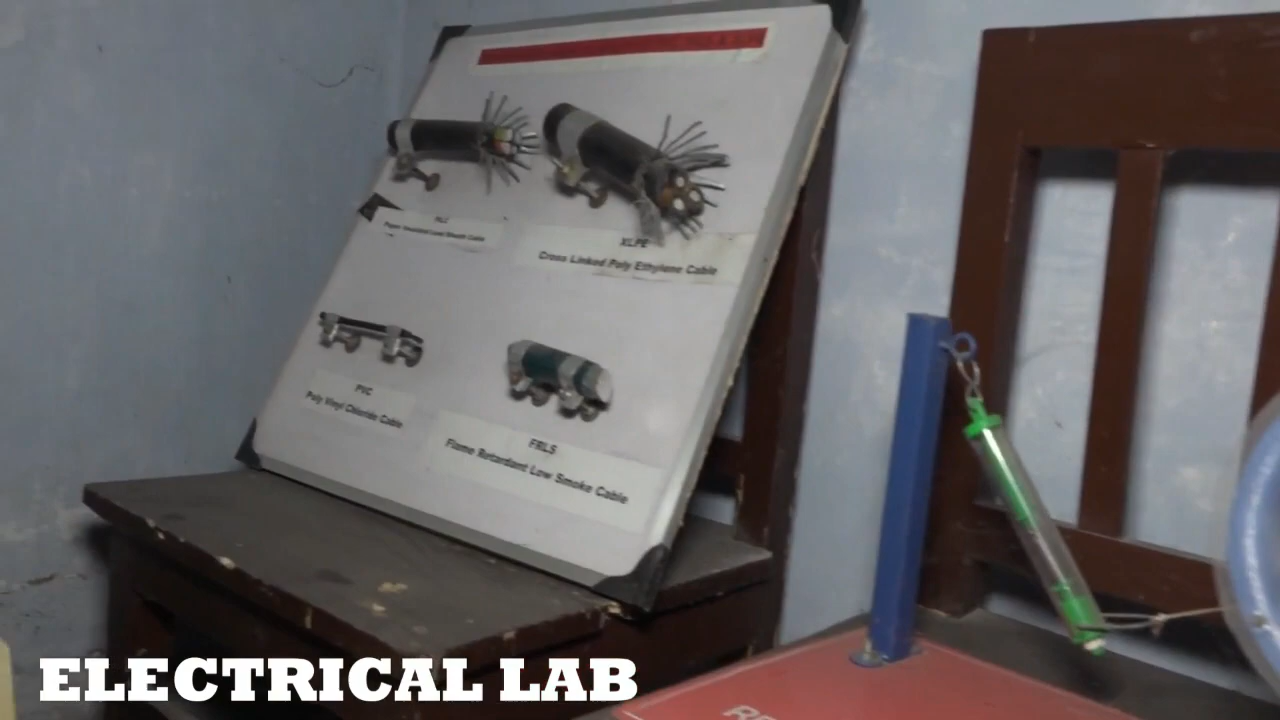 XLPE
Cross Linked Poly Ethylene Cable
PVC
Poly Vinyl Chloride Cable
FRLS
Flame Retardant Low Smoke Cable
ELECTRICAL LAB